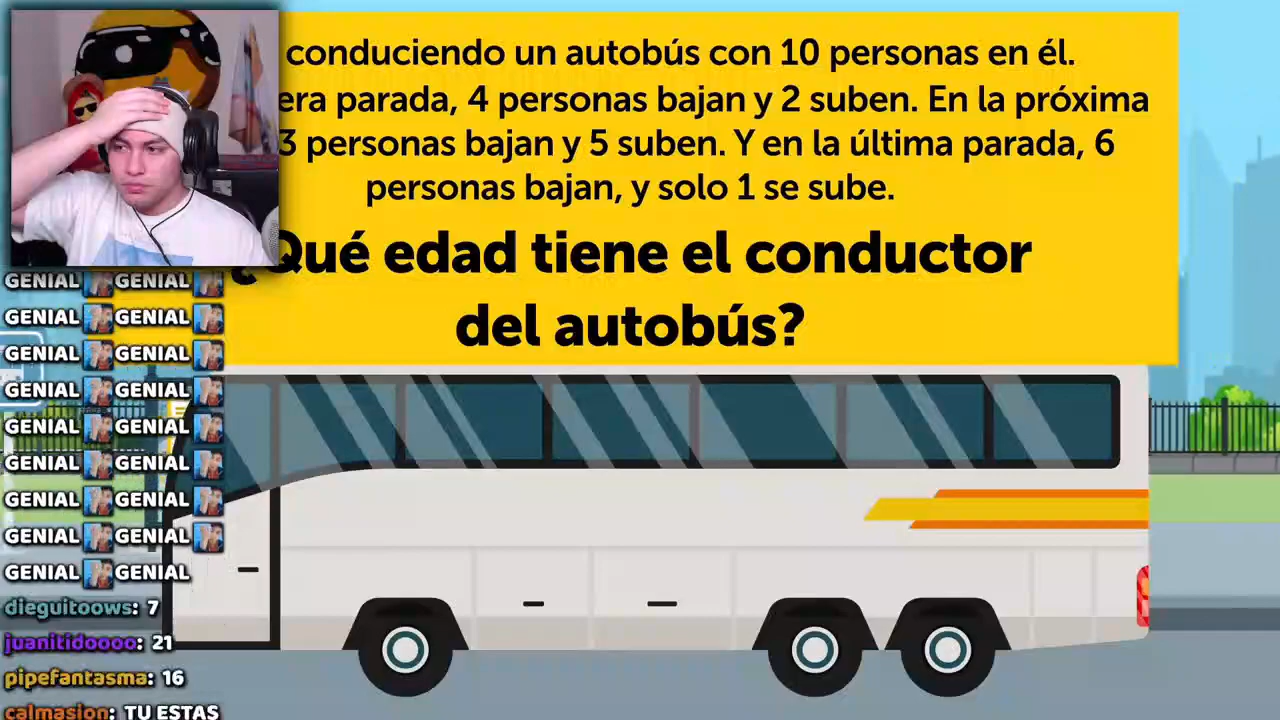 conduciendo un autobús con 10 personas en él.
era parada, 4 personas bajan y 2 suben. En la próxima
3 personas bajan y 5 suben. Y en la última parada, 6
personas bajan, y solo 1 se sube.
¿Qué edad tiene el conductor
del autobús?
GENIAL GENIAL
GENIAL GENIAL
GENIAL GENIAL
GENIAL GENIAL
GENIAL GENIAL
GENIAL GENIAL
GENIAL GENIAL
GENIAL GENIAL
GENIAL GENIAL
dieguitoows: 7
juanitidoooo: 21
pipefantasma: 16
calmasion: TU ESTAS